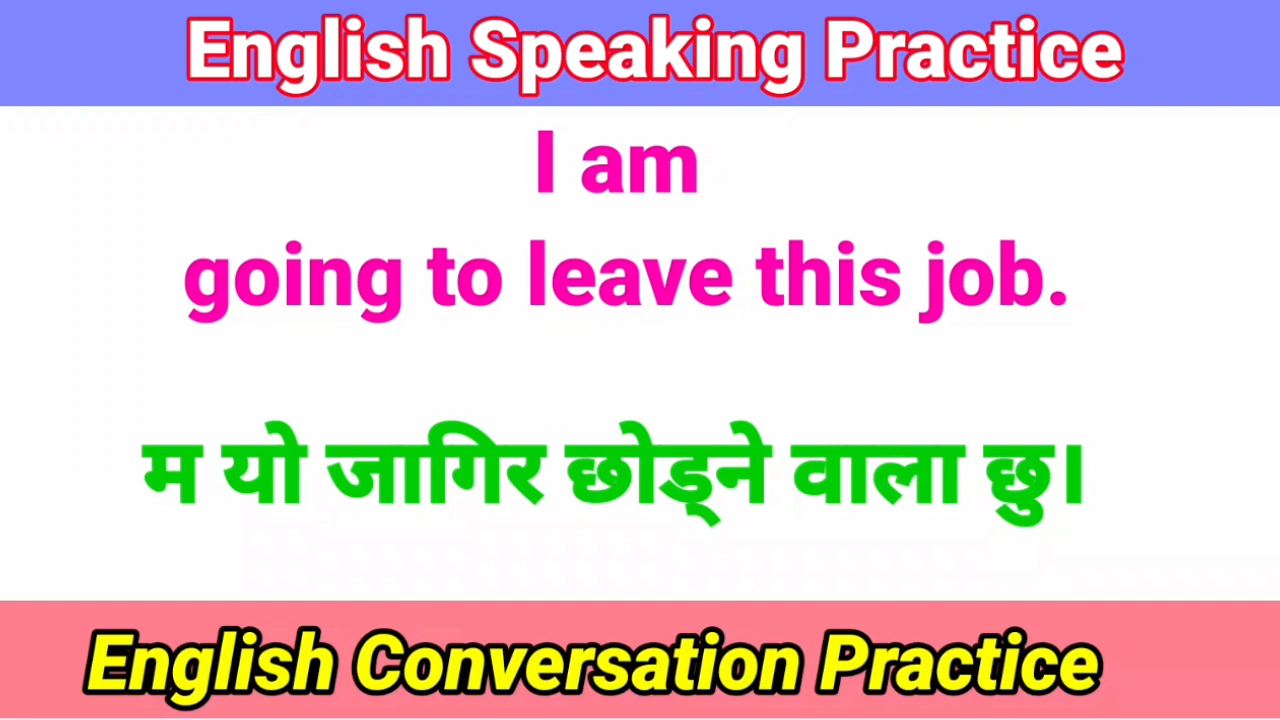 English Speaking Practice
I am
going to leave this job.
म यो जागिर छोड्ने वाला छु।
English Conversation Practice